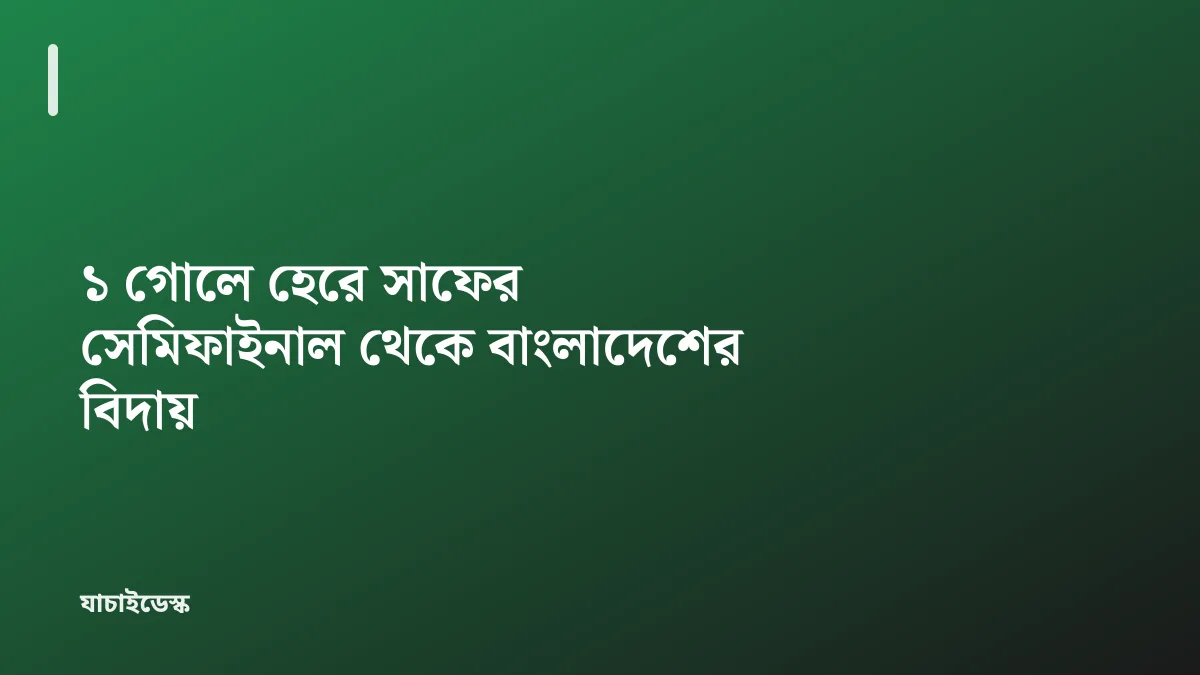 ১ গোলে হেরে সাফের
সেমিফাইনাল থেকে বাংলাদেশের
বিদায়
যাচাইডেস্ক